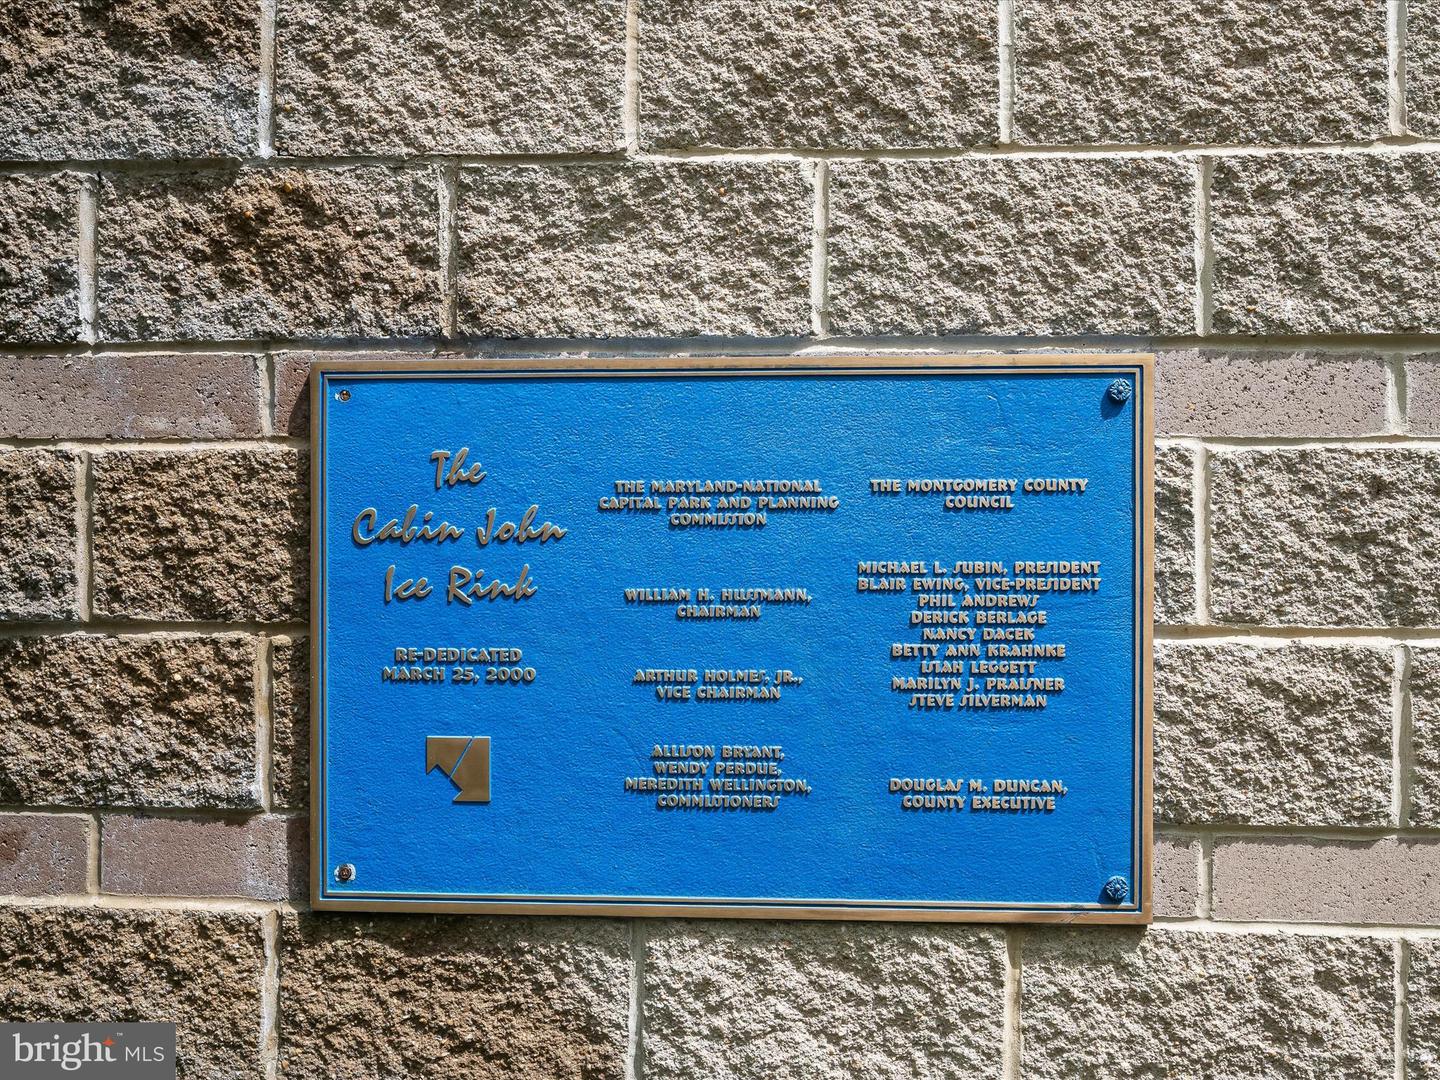 The
Cabin John
Ice Rink
RE-DEDICATED
MARCH 25, 2000
THE MARYLAND-NATIONAL
CAPITAL PARK AND PLANNING
COMMISSION
WILLIAM H. HUSSMANN,
CHAIRMAN
ARTHUR HOLMES, JR.,
VICE CHAIRMAN
ALLISON BRYANT,
WENDY PERDUE,
MEREDITH WELLINGTON,
COMMISSIONERS
THE MONTGOMERY COUNTY
COUNCIL
MICHAEL L. SUBIN, PRESIDENT
BLAIR EWING, VICE-PRESIDENT
PHIL ANDREWS
DERICK BERLAGE
NANCY DACEK
BETTY ANN KRAHNKE
ISIAH LEGGETT
MARILYN J. PRAISNER
STEVE SILVERMAN
DOUGLAS M. DUNCAN,
COUNTY EXECUTIVE
bright™ MLS